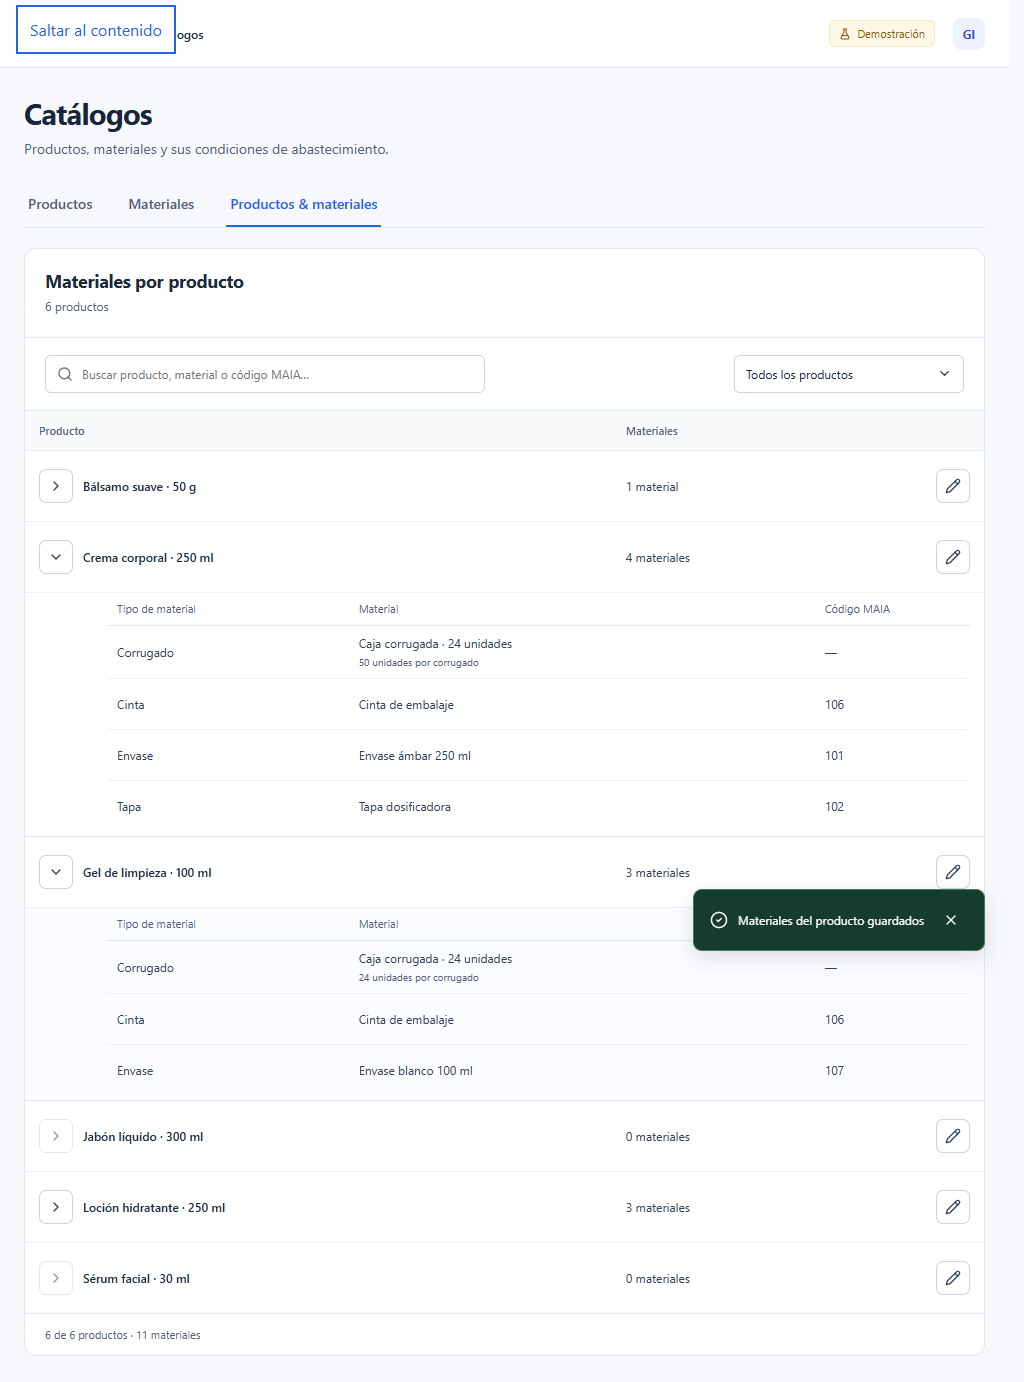 Saltar al contenido
ogos
Demostración
GI
Catálogos
Productos, materiales y sus condiciones de abastecimiento.
Productos
Materiales
Productos & materiales
Materiales por producto
6 productos
Buscar producto, material o código MAIA...
Todos los productos
Producto
Materiales
Bálsamo suave · 50 g
1 material
Crema corporal · 250 ml
4 materiales
Tipo de material
Material
Código MAIA
Corrugado
Caja corrugada · 24 unidades
50 unidades por corrugado
—
Cinta
Cinta de embalaje
106
Envase
Envase ámbar 250 ml
101
Tapa
Tapa dosificadora
102
Gel de limpieza · 100 ml
3 materiales
Tipo de material
Material
Materiales del producto guardados
Corrugado
Caja corrugada · 24 unidades
24 unidades por corrugado
—
Cinta
Cinta de embalaje
106
Envase
Envase blanco 100 ml
107
Jabón líquido · 300 ml
0 materiales
Loción hidratante · 250 ml
3 materiales
Sérum facial · 30 ml
0 materiales
6 de 6 productos · 11 materiales